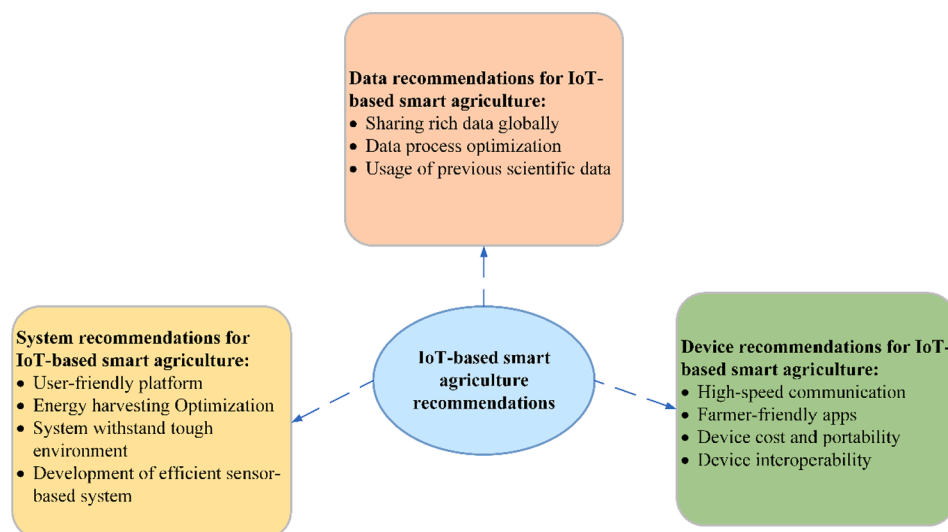 Data recommendations for IoT-
based smart agriculture:
• Sharing rich data globally
• Data process optimization
• Usage of previous scientific data
System recommendations for
IoT-based smart agriculture:
• User-friendly platform
• Energy harvesting Optimization
• System withstand tough
environment
• Development of efficient sensor-
based system
IoT-based smart
agriculture
recommendations
Device recommendations for IoT-
based smart agriculture:
• High-speed communication
• Farmer-friendly apps
• Device cost and portability
• Device interoperability